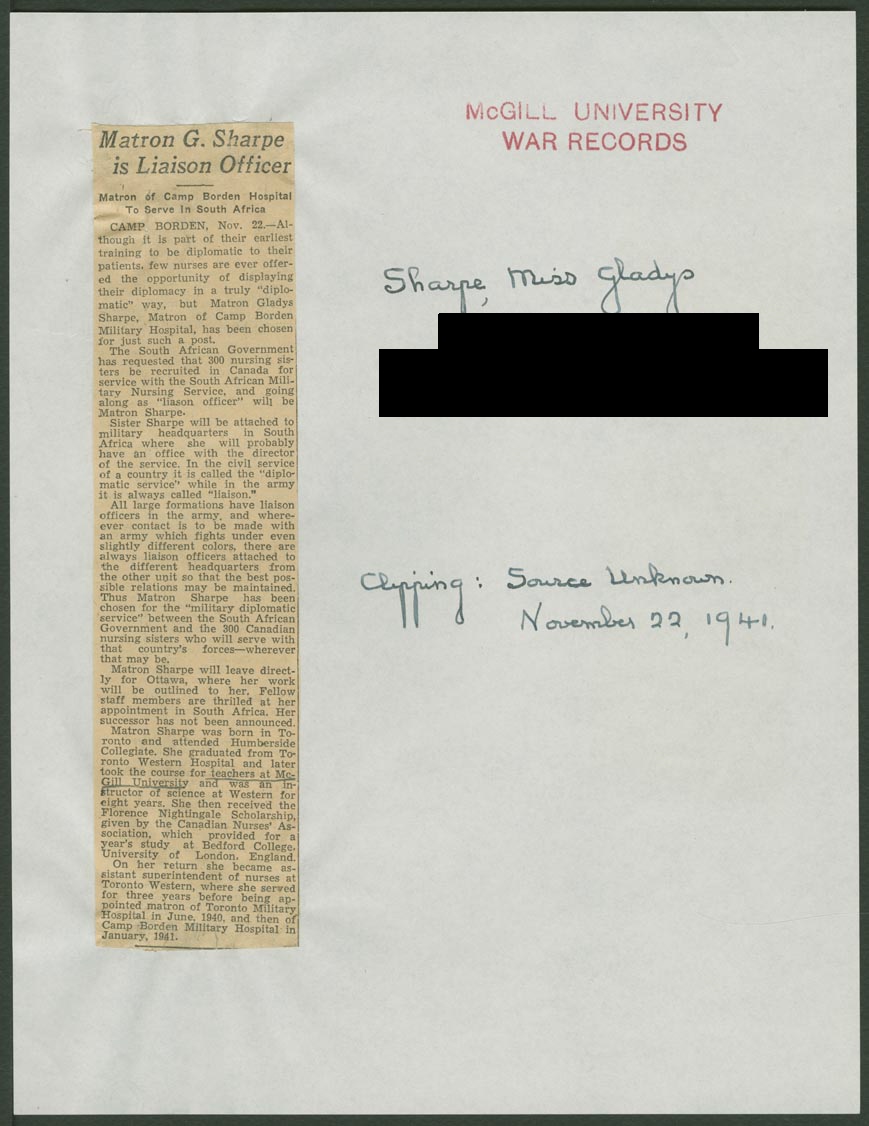 McGILL UNIVERSITY
WAR RECORDS
Matron G. Sharpe
is Liaison Officer
Matron of Camp Borden Hospital
To Serve In South Africa
CAMP BORDEN, Nov. 22.—Al-
though it is part of their earliest
training to be diplomatic to their
patients, few nurses are ever offer-
ed the opportunity of displaying
their diplomacy in a truly "diplo-
matic" way, but Matron Gladys
Sharpe, Matron of Camp Borden
Military Hospital, has been chosen
for just such a post.
The South African Government
has requested that 300 nursing sis-
ters be recruited in Canada for
service with the South African Mili-
tary Nursing Service, and going
along as "liason officer" will be
Matron Sharpe.
Sister Sharpe will be attached to
military headquarters in South
Africa where she will probably
have an office with the director
of the service. In the civil service
of a country it is called the "diplo-
matic service" while in the army
it is always called "liaison."
All large formations have liaison
officers in the army, and where-
ever contact is to be made with
an army which fights under even
slightly different colors, there are
always liaison officers attached to
the different headquarters from
the other unit so that the best pos-
sible relations may be maintained.
Thus Matron Sharpe has been
chosen for the "military diplomatic
service" between the South African
Government and the 300 Canadian
nursing sisters who will serve with
that country's forces—wherever
that may be.
Matron Sharpe will leave direct-
ly for Ottawa, where her work
will be outlined to her. Fellow
staff members are thrilled at her
appointment in South Africa. Her
successor has not been announced.
Matron Sharpe was born in To-
ronto and attended Humberside
Collegiate. She graduated from To-
ronto Western Hospital and later
took the course for teachers at Mc-
Gill University and was an in-
structor of science at Western for
eight years. She then received the
Florence Nightingale Scholarship,
given by the Canadian Nurses' As-
sociation, which provided for a
year's study at Bedford College,
University of London, England.
On her return she became as-
sistant superintendent of nurses at
Toronto Western, where she served
for three years before being ap-
pointed matron of Toronto Military
Hospital in June, 1940, and then of
Camp Borden Military Hospital in
January, 1941.
Sharpe, Miss Gladys
Clipping: Source Unknown.
November 22, 1941.